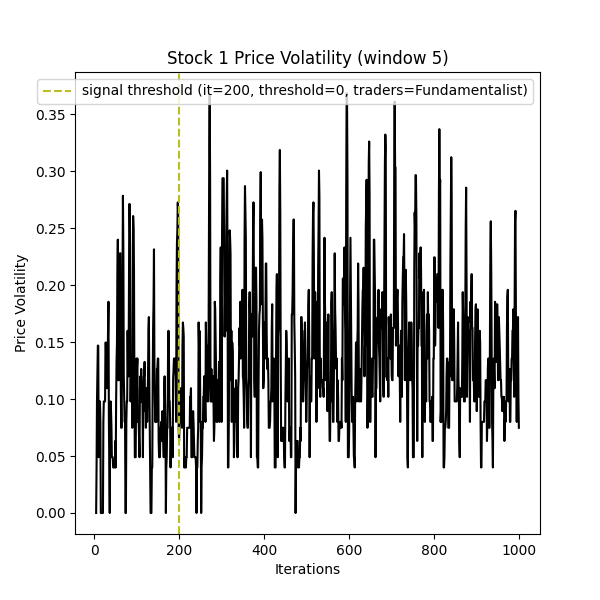 Stock 1 Price Volatility (window 5)
signal threshold (it=200, threshold=0, traders=Fundamentalist)
Price Volatility
0.35
0.30
0.25
0.20
0.15
0.10
0.05
0.00
0 200 400 600 800 1000
Iterations